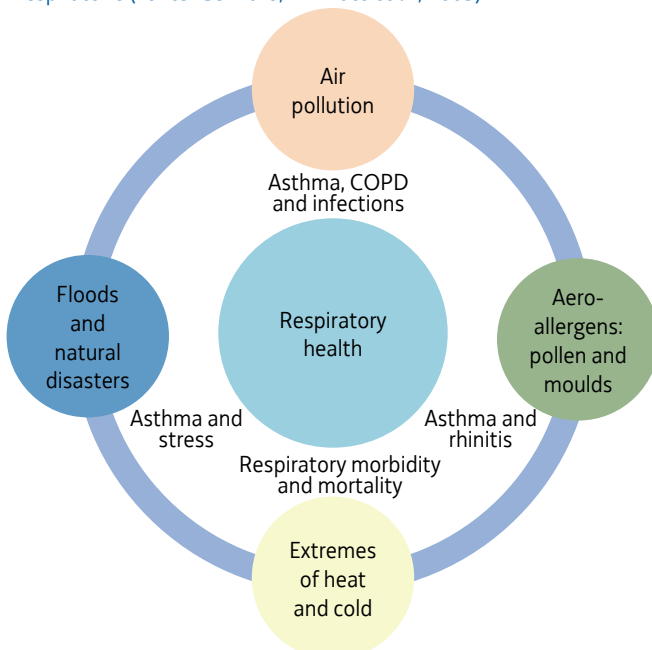 Air
pollution
Asthma, COPD
and infections
Floods
and
natural
disasters
Respiratory
health
Aero-
allergens:
pollen and
moulds
Asthma and
stress
Asthma and
rhinitis
Respiratory morbidity
and mortality
Extremes
of heat
and cold